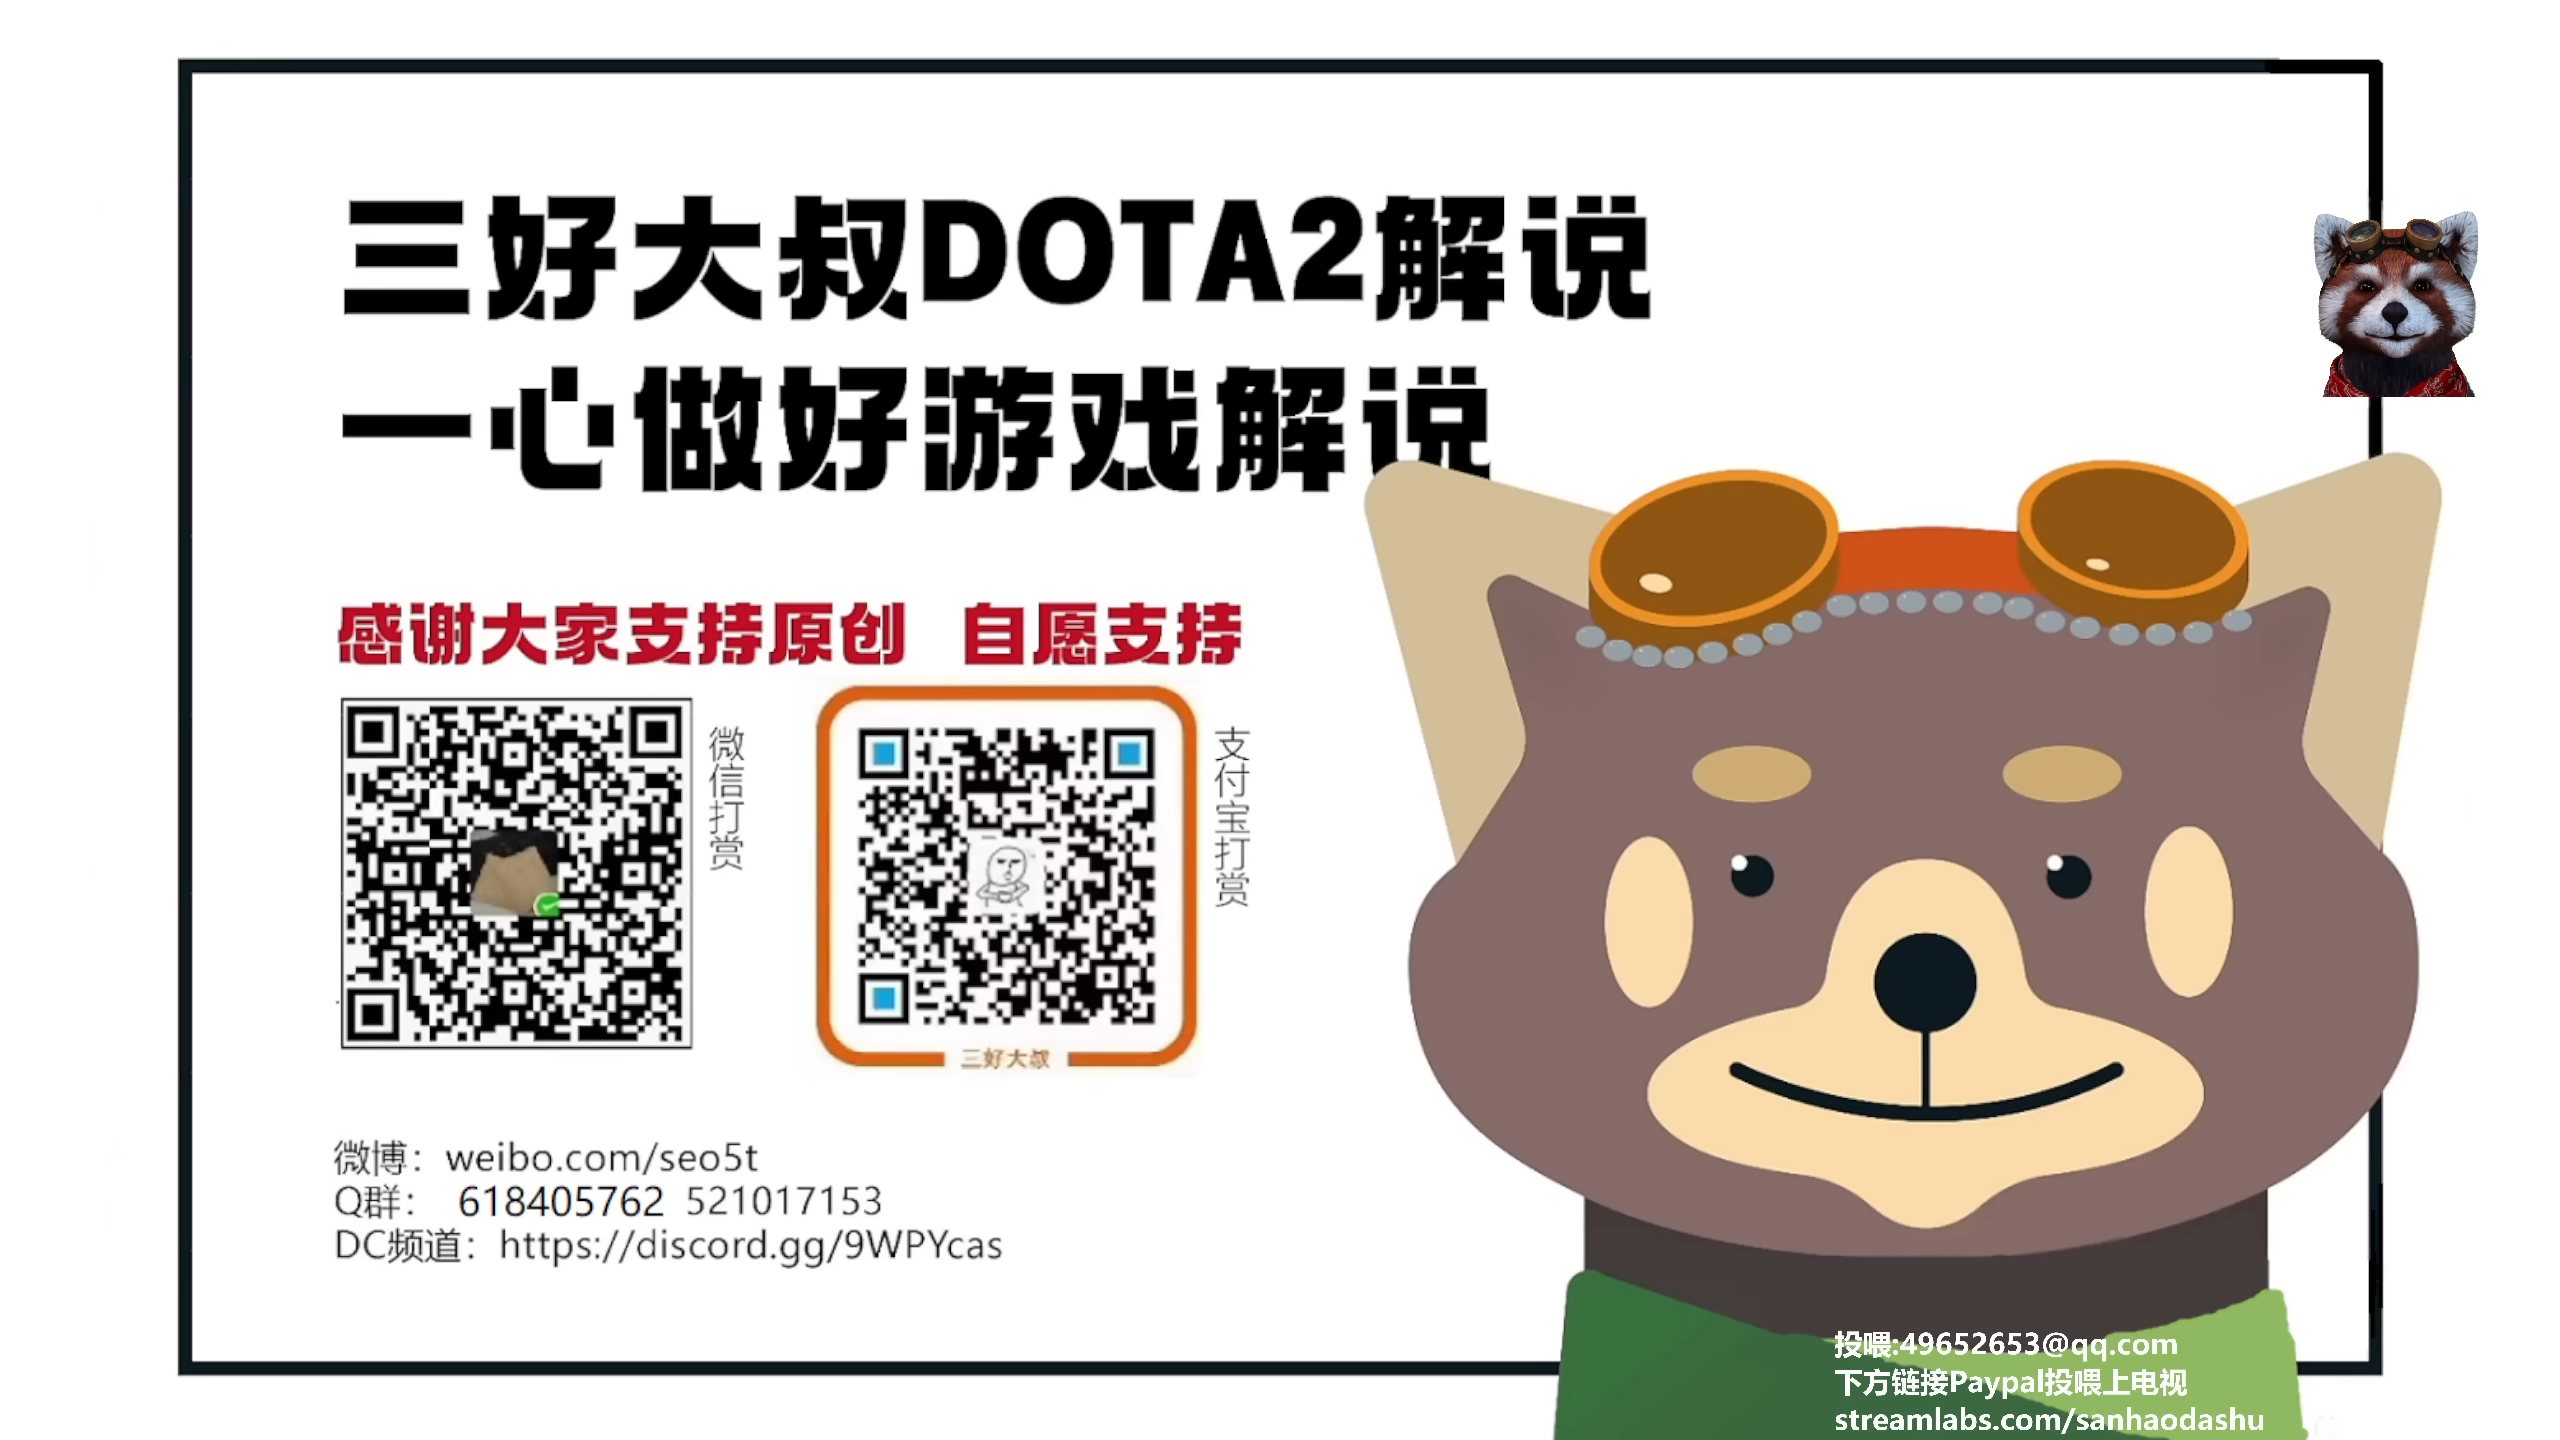 三好大叔DOTA2解说
一心做好游戏解说
感谢大家支持原创 自愿支持
微信打赏
支付宝打赏
三好大叔
微博：weibo.com/seo5t
Q群： 618405762 521017153
DC频道：https://discord.gg/9WPYcas
投喂:49652653@qq.com
下方链接Paypal投喂上电视
streamlabs.com/sanhaodashu